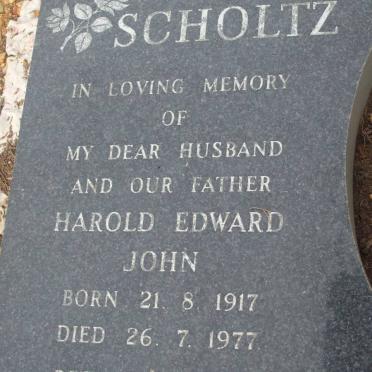 SCHOLTZ
IN LOVING MEMORY
OF
MY DEAR HUSBAND
AND OUR FATHER
HAROLD EDWARD
JOHN
BORN 21. 8. 1917
DIED 26. 7. 1977